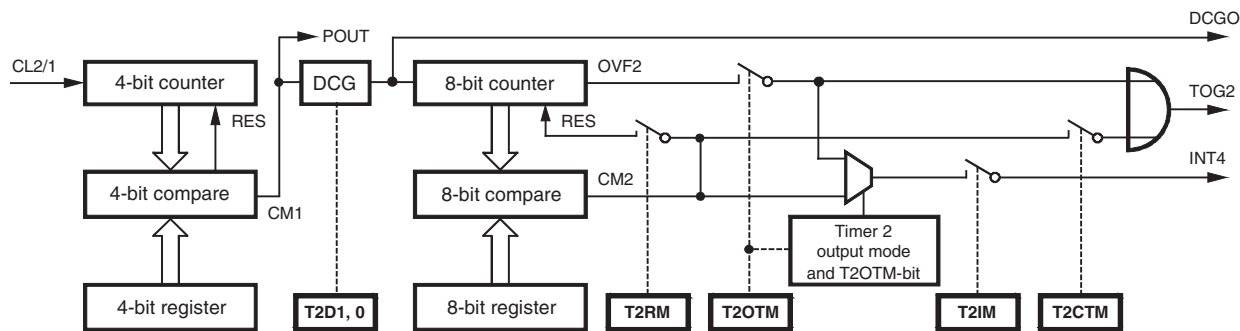 DCGO
POUT
CL2/1
4-bit counter
DCG
8-bit counter
OVF2
TOG2
RES
RES
4-bit compare
CM1
8-bit compare
CM2
INT4
Timer 2
output mode
and T2OTM-bit
4-bit register
T2D1, 0
8-bit register
T2RM
T2OTM
T2IM
T2CTM